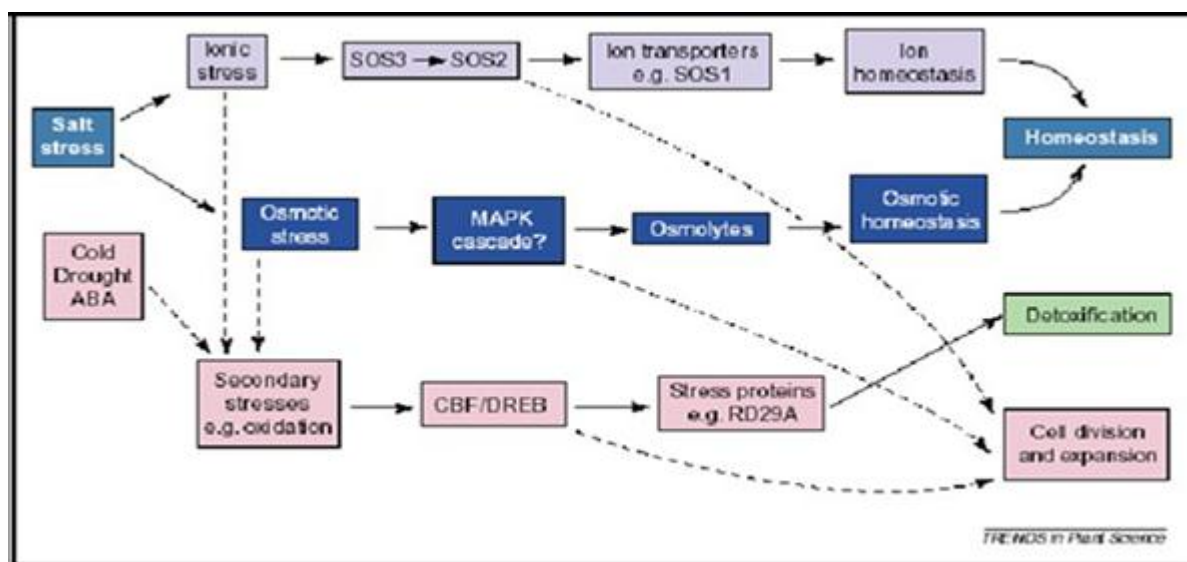 Ionic
stress
SOS3 → SOS2
Ion transporters
e.g. SOS1
Ion
homeostasis
Salt
stress
Homeostasis
Osmotic
stress
MAPK
cascade?
Osmolytes
Osmotic
homeostasis
Cold
Drought
ABA
Detoxification
Secondary
stresses
e.g. oxidation
CBF/DREB
Stress proteins
e.g. RD29A
Cell division
and expansion
TRENDS in Plant Science